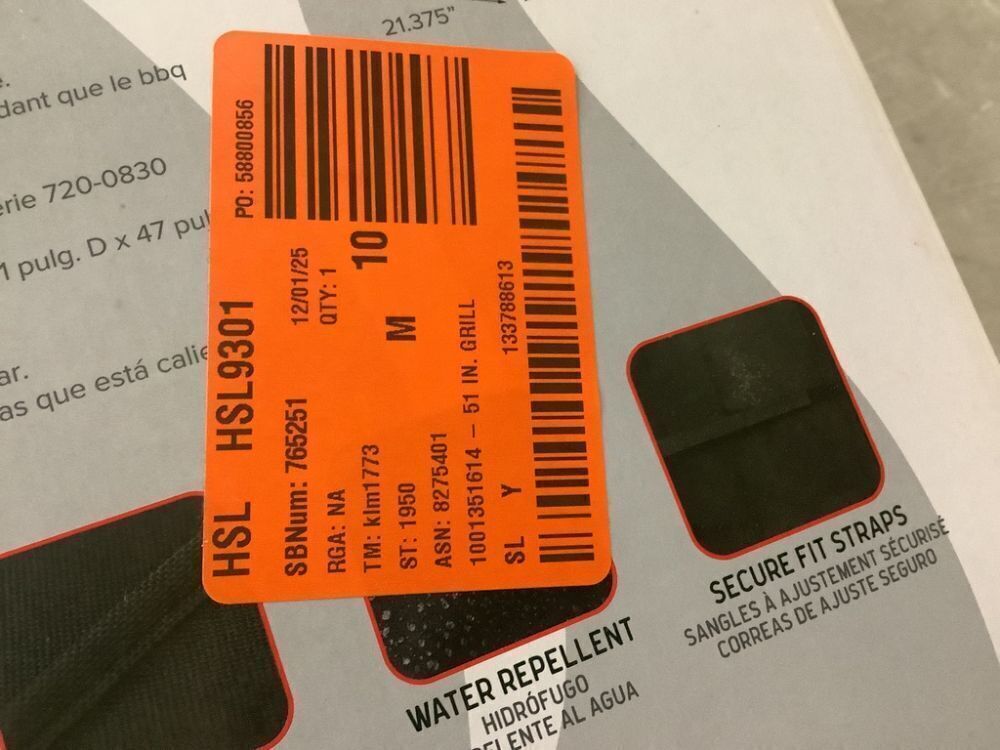 21.375"
dant que le bbq
rie 720-0830
1 pulg. D x 47 pul
ar.
as que está calie
HSL HSL9301
PO: 58800856
SBNum: 765251 12/01/25
RGA: NA QTY: 1
TM: klm1773 M 10
ST: 1950
ASN: 8275401
1001351614 – 51 IN. GRILL
SL Y 133788613
WATER REPELLENT
HIDRÓFUGO
ELENTE AL AGUA
SECURE FIT STRAPS
SANGLES À AJUSTEMENT SÉCURISÉ
CORREAS DE AJUSTE SEGURO